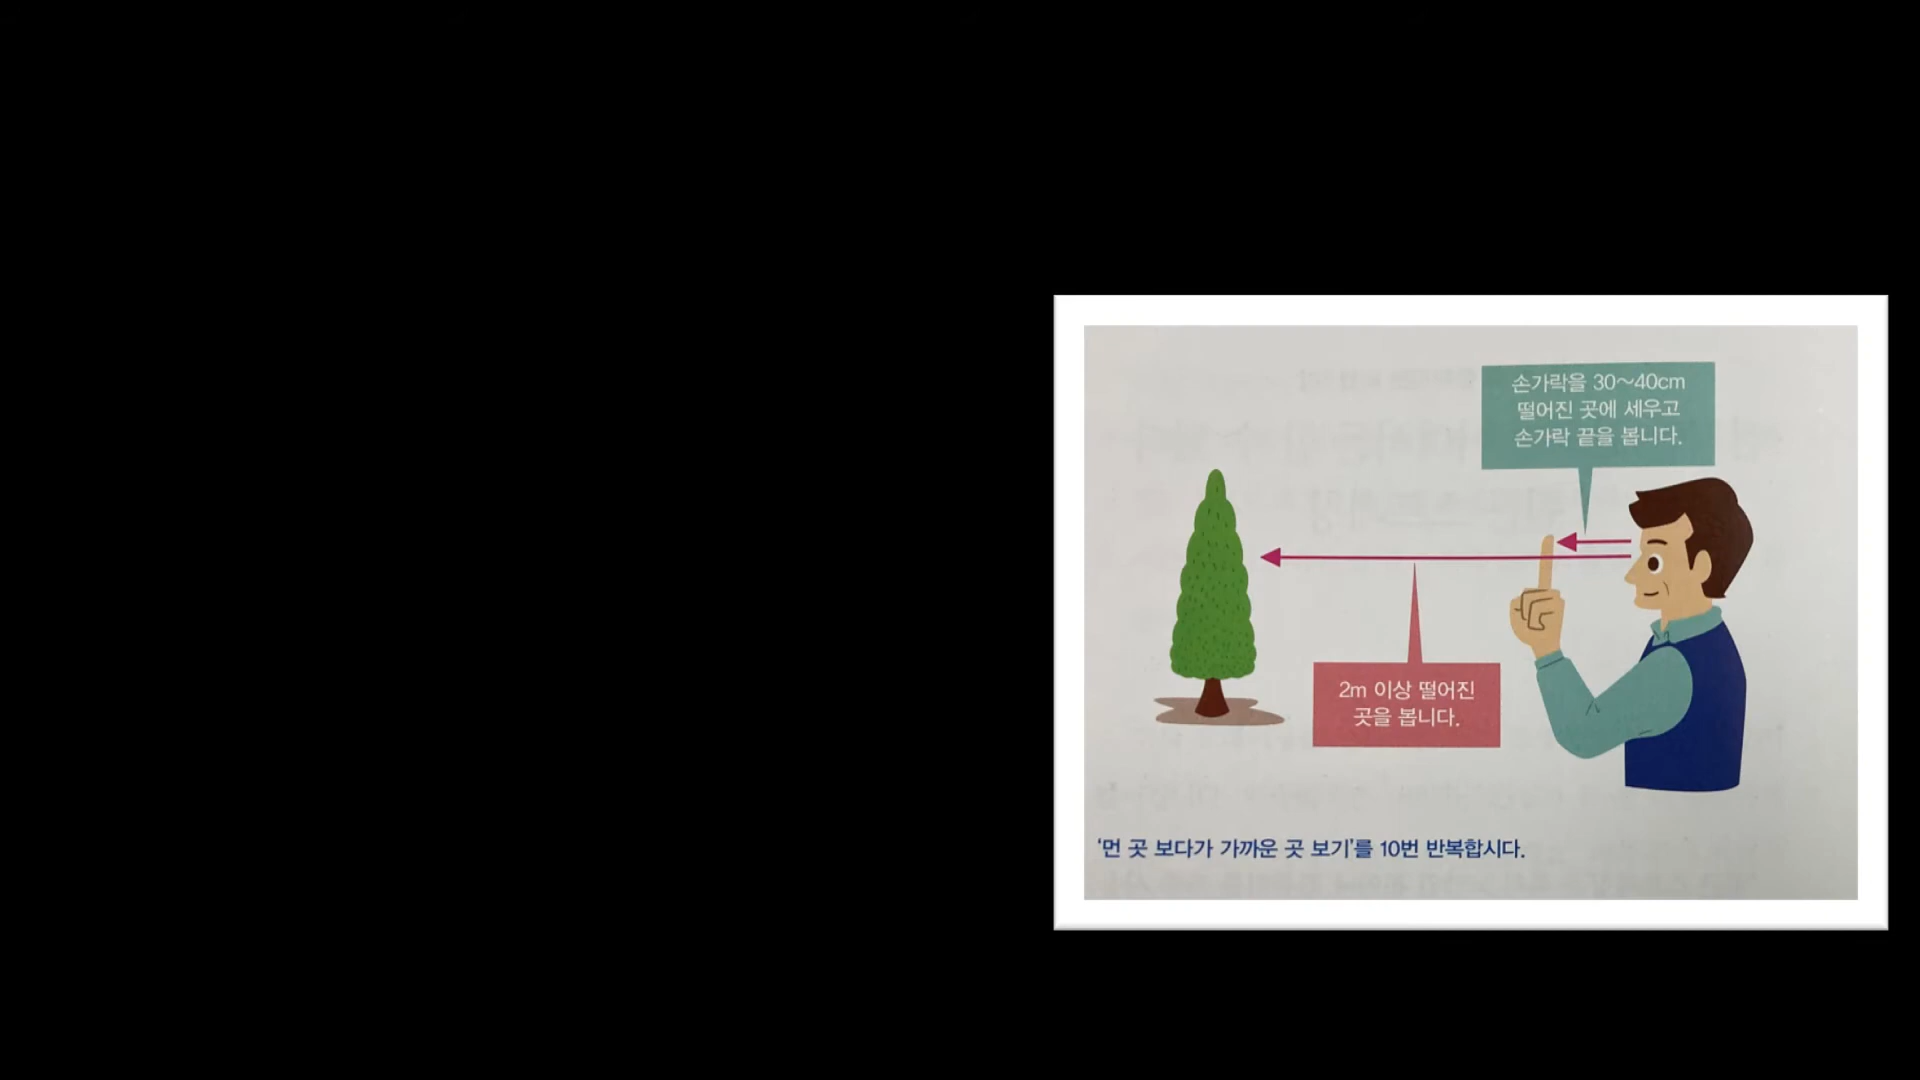 손가락을 30~40cm
떨어진 곳에 세우고
손가락 끝을 봅니다.
2m 이상 떨어진
곳을 봅니다.
‘먼 곳 보다가 가까운 곳 보기’를 10번 반복합시다.